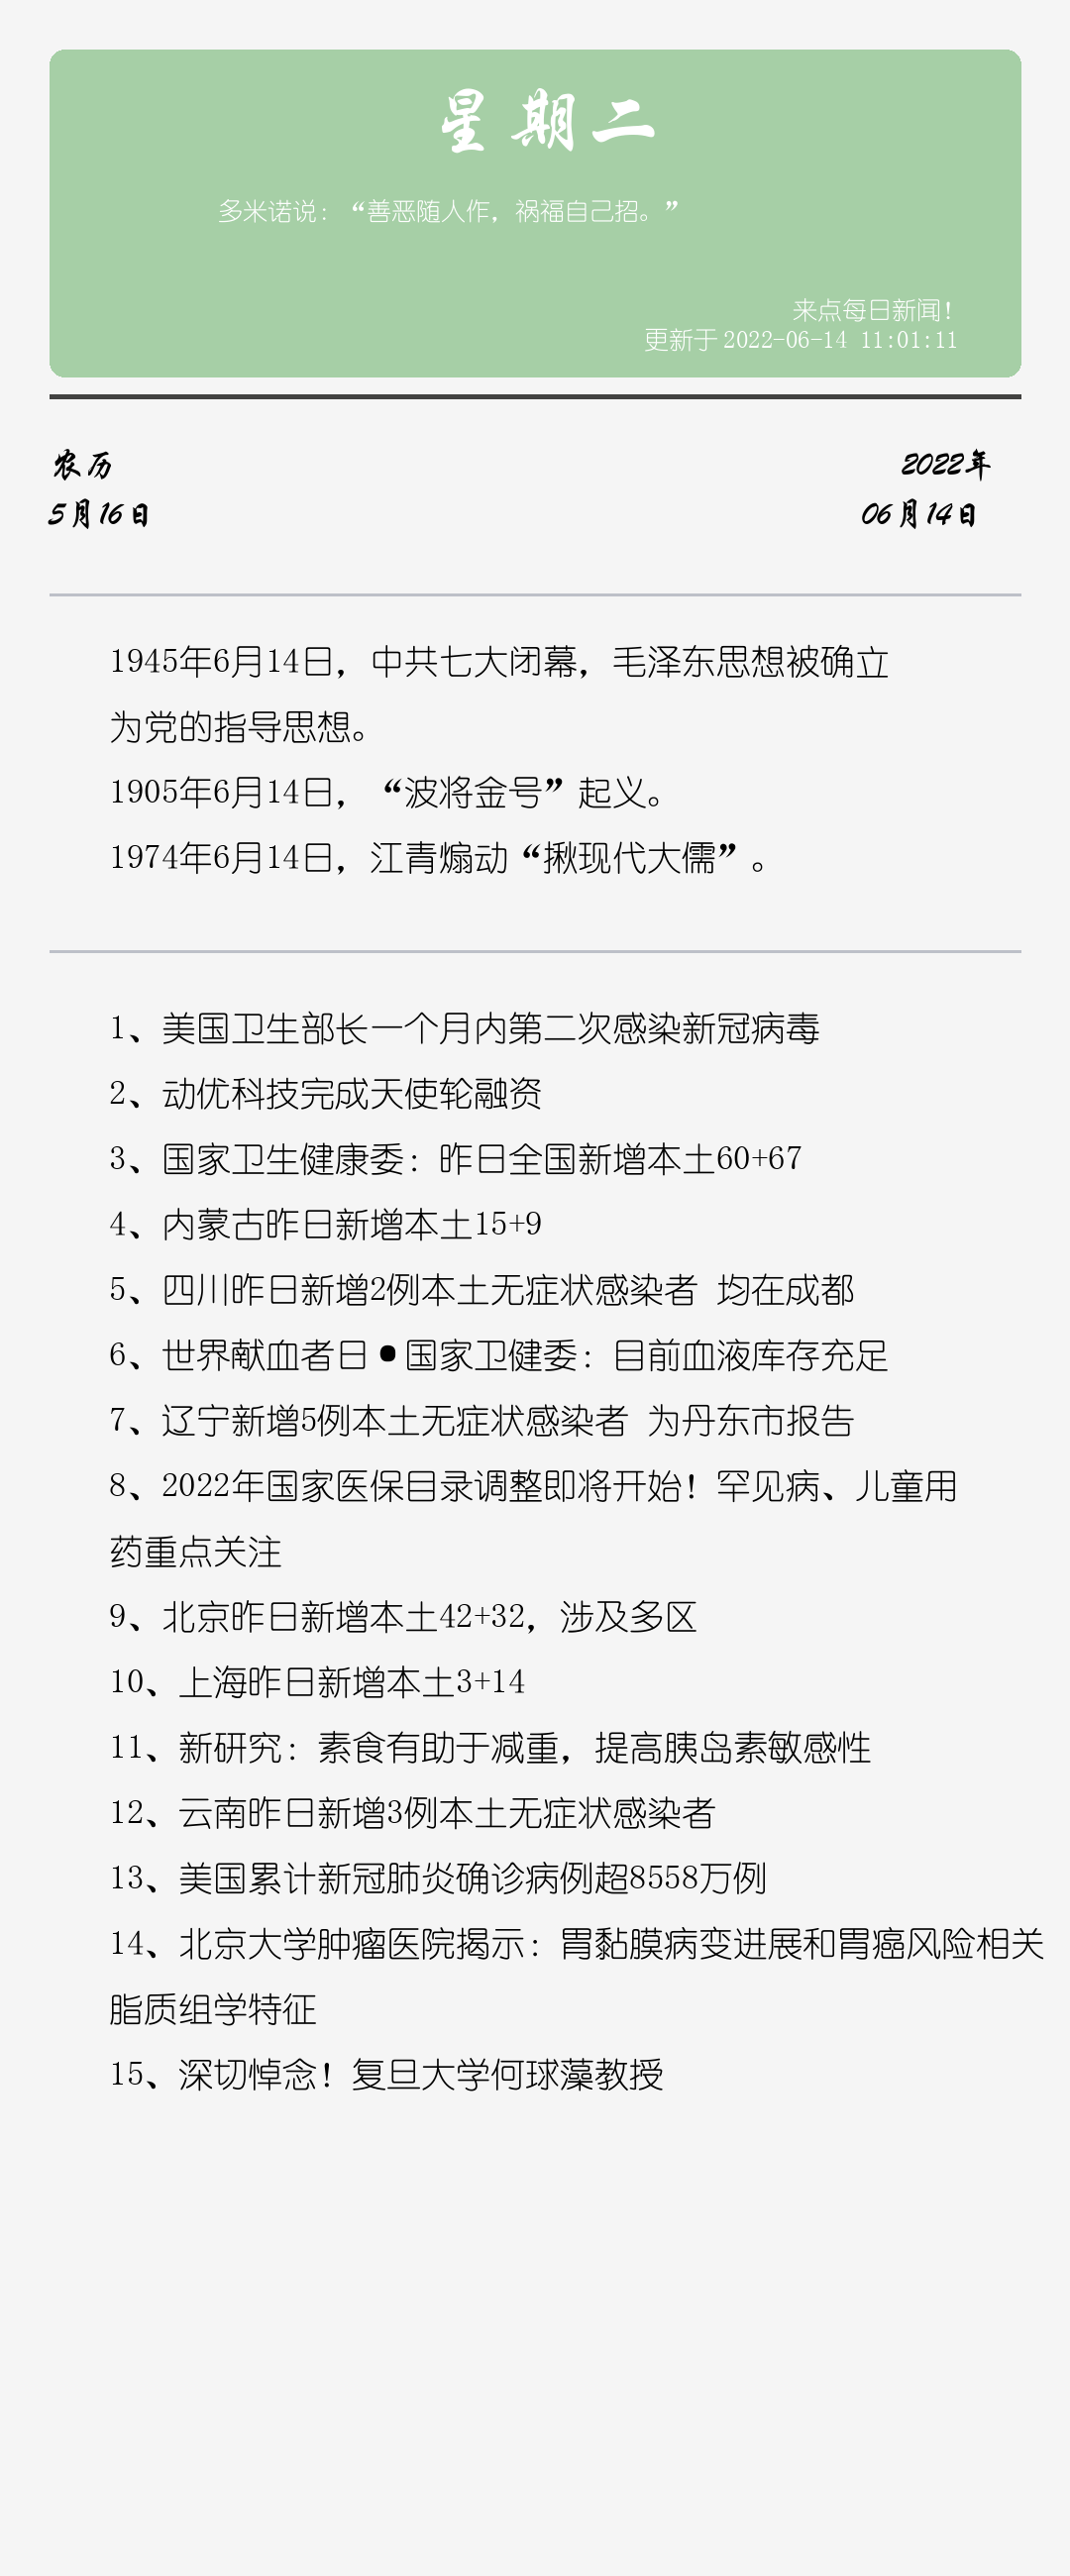 星期二
多米诺说：“善恶随人作，祸福自己招。”
来点每日新闻！
更新于 2022-06-14 11:01:11
农历
2022年
5月16日
06月14日
1945年6月14日，中共七大闭幕，毛泽东思想被确立
为党的指导思想。
1905年6月14日，“波将金号”起义。
1974年6月14日，江青煽动“揪现代大儒”。
1、美国卫生部长一个月内第二次感染新冠病毒
2、动优科技完成天使轮融资
3、国家卫生健康委：昨日全国新增本土60+67
4、内蒙古昨日新增本土15+9
5、四川昨日新增2例本土无症状感染者 均在成都
6、世界献血者日•国家卫健委：目前血液库存充足
7、辽宁新增5例本土无症状感染者 为丹东市报告
8、2022年国家医保目录调整即将开始！罕见病、儿童用
药重点关注
9、北京昨日新增本土42+32，涉及多区
10、上海昨日新增本土3+14
11、新研究：素食有助于减重，提高胰岛素敏感性
12、云南昨日新增3例本土无症状感染者
13、美国累计新冠肺炎确诊病例超8558万例
14、北京大学肿瘤医院揭示：胃黏膜病变进展和胃癌风险相关
脂质组学特征
15、深切悼念！复旦大学何球藻教授